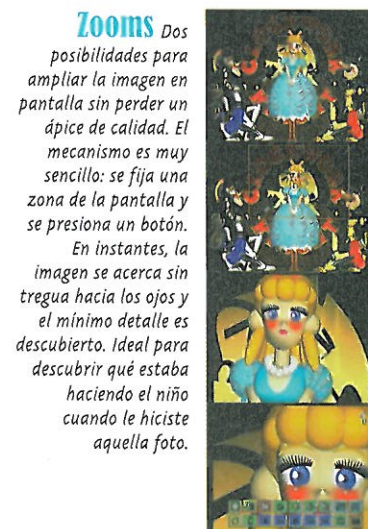 Zooms Dos
posibilidades para
ampliar la imagen en
pantalla sin perder un
ápice de calidad. El
mecanismo es muy
sencillo: se fija una
zona de la pantalla y
se presiona un botón.
En instantes, la
imagen se acerca sin
tregua hacia los ojos y
el mínimo detalle es
descubierto. Ideal para
descubrir qué estaba
haciendo el niño
cuando le hiciste
aquella foto.